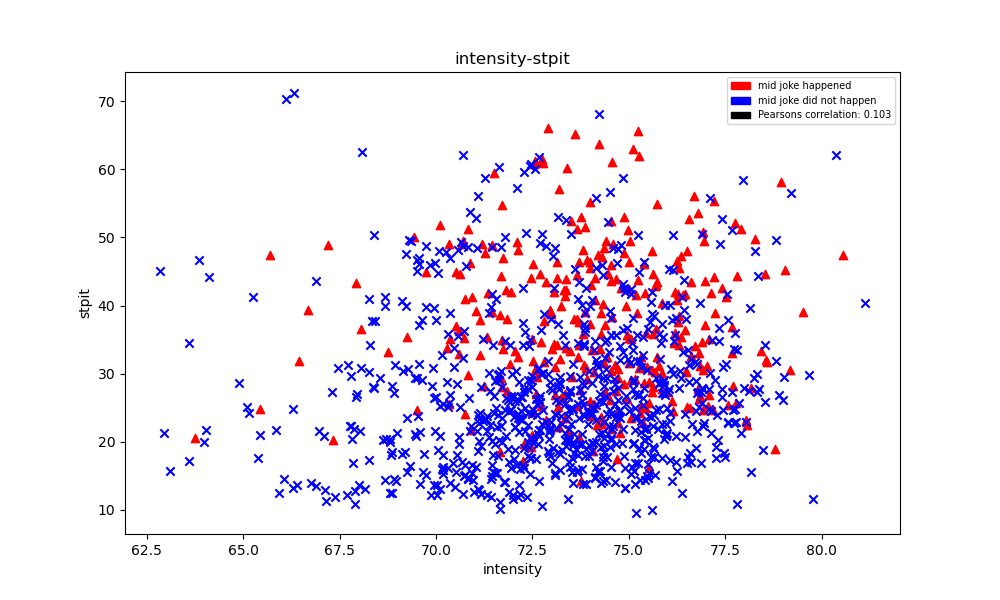 intensity-stpit
mid joke happened
mid joke did not happen
Pearsons correlation: 0.103
70
60
50
40
30
20
10
stpit
62.5 65.0 67.5 70.0 72.5 75.0 77.5 80.0
intensity